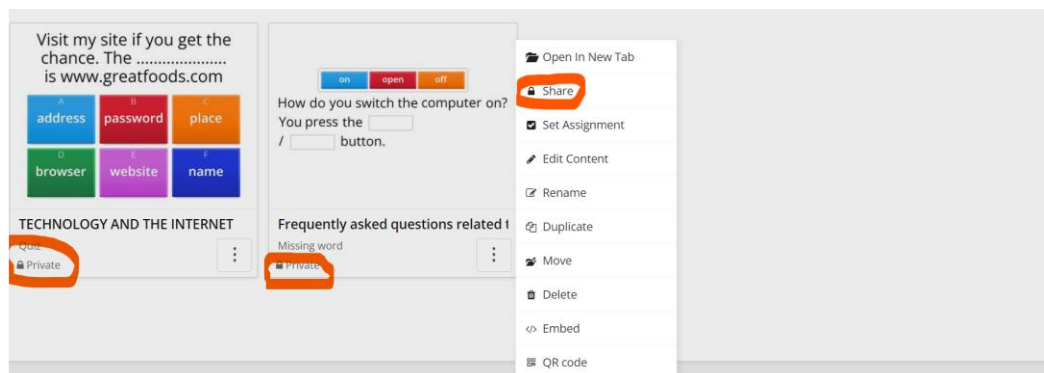 Visit my site if you get the
chance. The .....................
is www.greatfoods.com
A
address
B
password
C
place
D
browser
E
website
F
name
TECHNOLOGY AND THE INTERNET
Quiz
Private
on
open
off
How do you switch the computer on?
You press the
/ button.
Frequently asked questions related t
Missing word
Private
Open In New Tab
Share
Set Assignment
Edit Content
Rename
Duplicate
Move
Delete
Embed
QR code